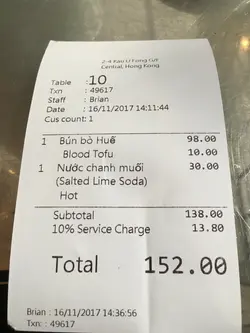 2-4 Kau U Fong G/F
Central, Hong Kong
Table : 10
Txn : 49617
Staff : Brian
Date : 16/11/2017 14:11:44
Cus count: 1
1 Bún bò Huế 98.00
Blood Tofu 10.00
1 Nước chanh muối 30.00
(Salted Lime Soda)
Hot
Subtotal 138.00
10% Service Charge 13.80
Total 152.00
Brian : 16/11/2017 14:36:56
Txn: : 49617